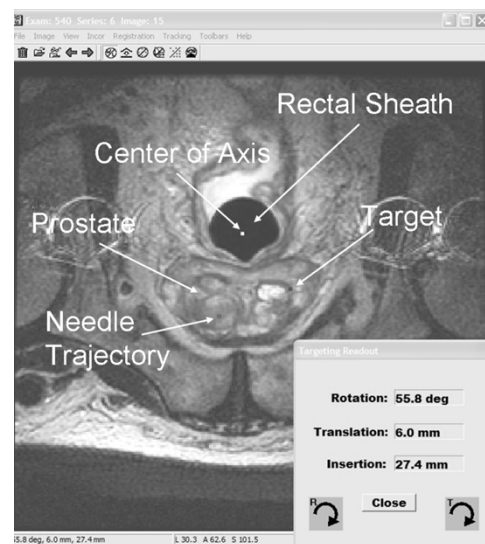 Exam: 540 Series: 6 Image: 15
File Image View Incor Registration Tracking Toolbars Help
Rectal Sheath
Center of Axis
Prostate
Target
Needle
Trajectory
Targeting Readout
Rotation: 55.8 deg
Translation: 6.0 mm
Insertion: 27.4 mm
R
Close
T
55.8 deg, 6.0 mm, 27.4 mm
L 30.3 A 62.6 S 101.5